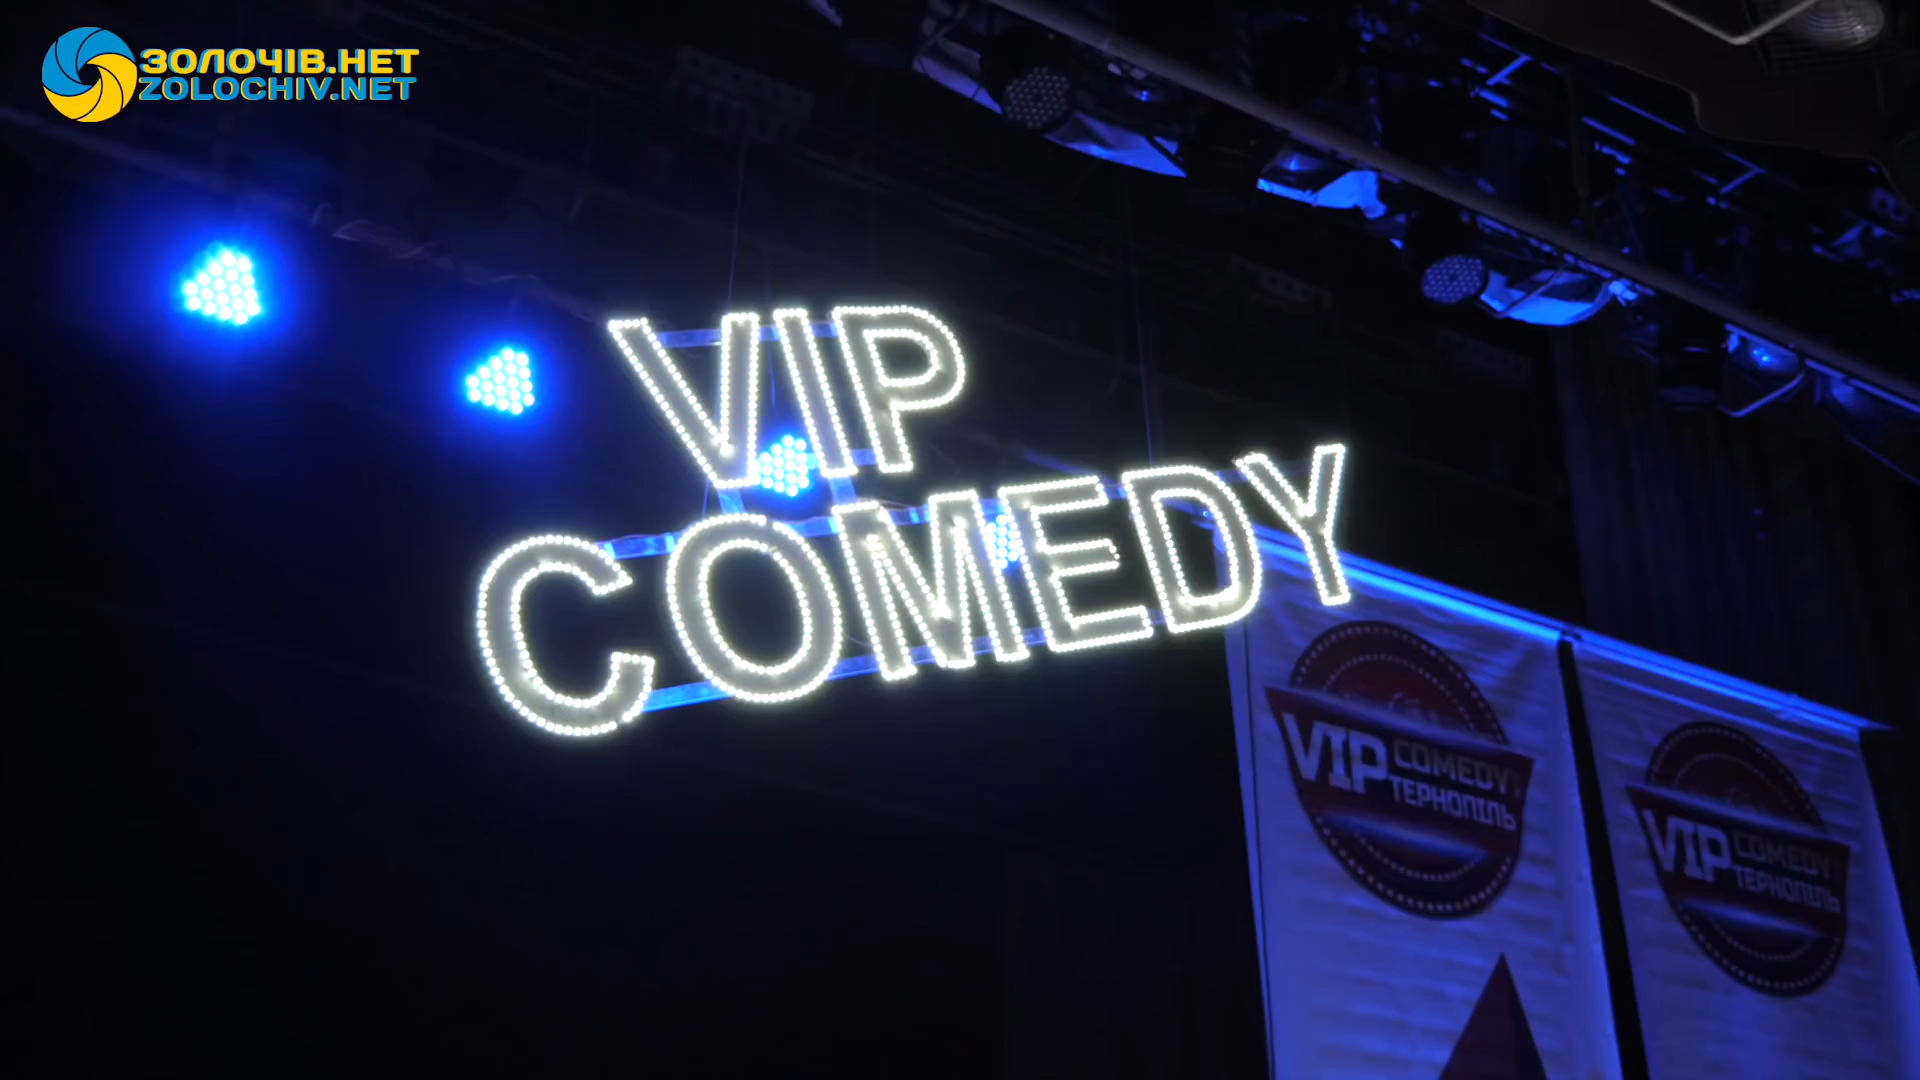 ЗОЛОЧІВ.НЕТ
ZOLOCHIV.NET
VIP
COMEDY
VIP COMEDY
ТЕРНОПІЛЬ
VIP COMEDY
ТЕРНОПІЛЬ